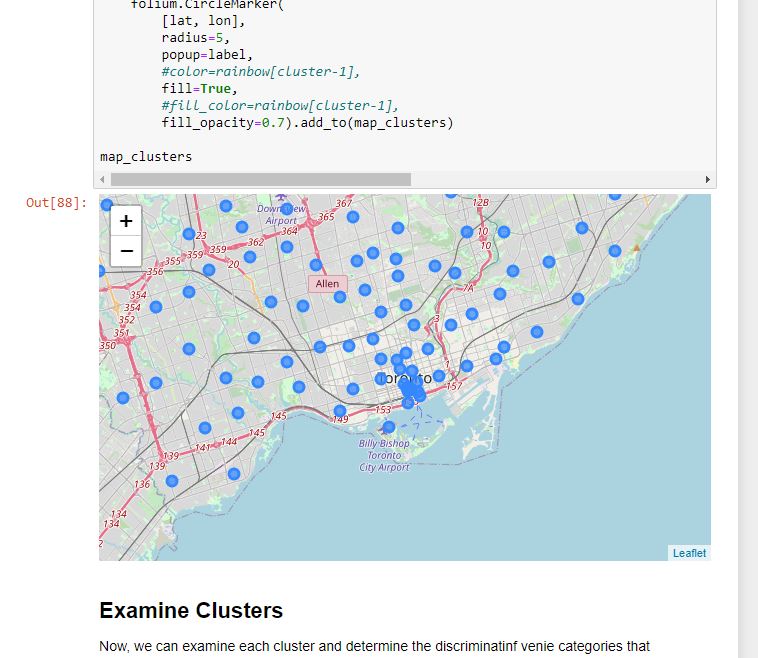 folium.CircleMarker(
[lat, lon],
radius=5,
popup=label,
#color=rainbow[cluster-1],
fill=True,
#fill_color=rainbow[cluster-1],
fill_opacity=0.7).add_to(map_clusters)
map_clusters
Out[88]:
+
−
367
12B
365
Airport
364
23
10
359
362
359
10
355
20
356
Allen
7A
354
354
352
3
351
350
Toronto
157
153
145
149
145
144
141
Billy Bishop
Toronto
City Airport
139
139
136
134
134
2
Leaflet
Examine Clusters
Now, we can examine each cluster and determine the discriminatinf venie categories that